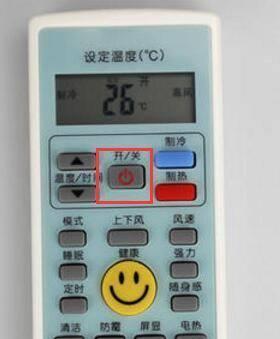 设定温度(℃)
开
制冷 高风
26℃
制冷
开/关
温度/时间 制热
模式 上下风 风速
睡眠 健康 强力
定时 随身感
清洁 防霉 屏显 电热